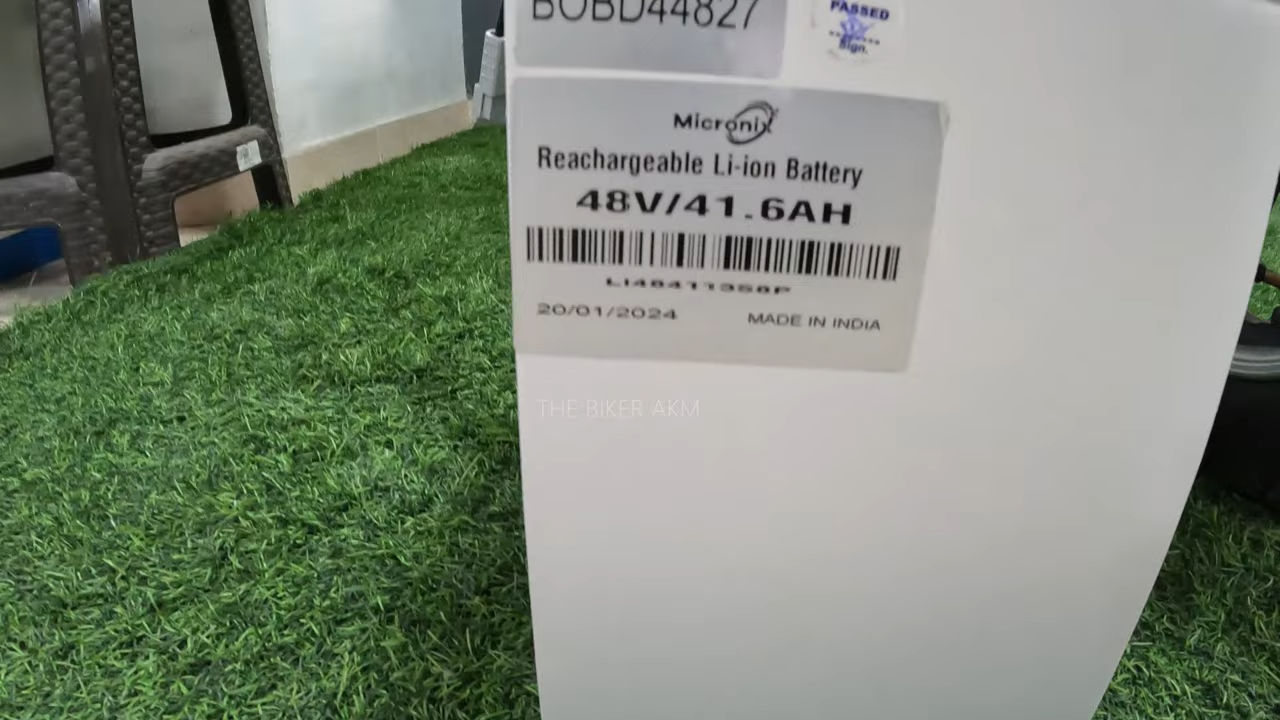 BOBD44827
PASSED
Sign.
Micronix
Reachargeable Li-ion Battery
48V/41.6AH
20/01/2024 MADE IN INDIA
THE BIKER AKM